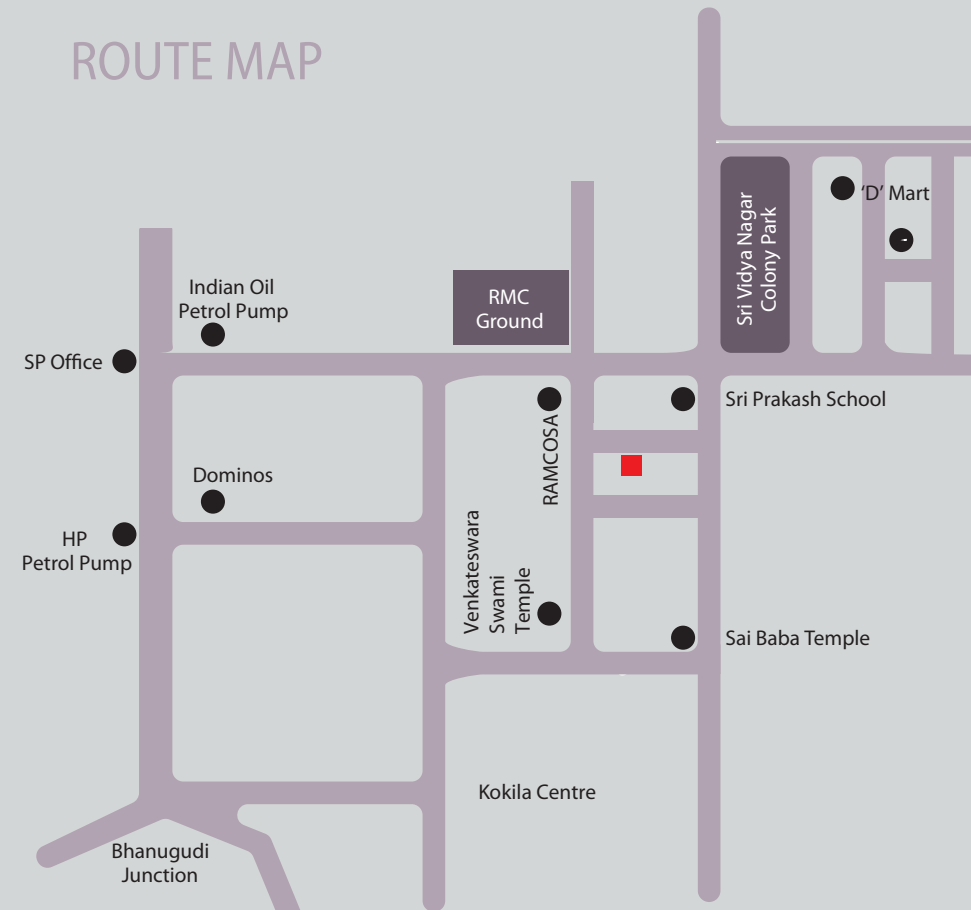 ROUTE MAP
'D' Mart
Sri Vidya Nagar
Colony Park
Indian Oil
Petrol Pump
RMC
Ground
SP Office
Sri Prakash School
RAMCOSA
Dominos
HP
Petrol Pump
Venkateswara
Swami
Temple
Sai Baba Temple
Kokila Centre
Bhanugudi
Junction